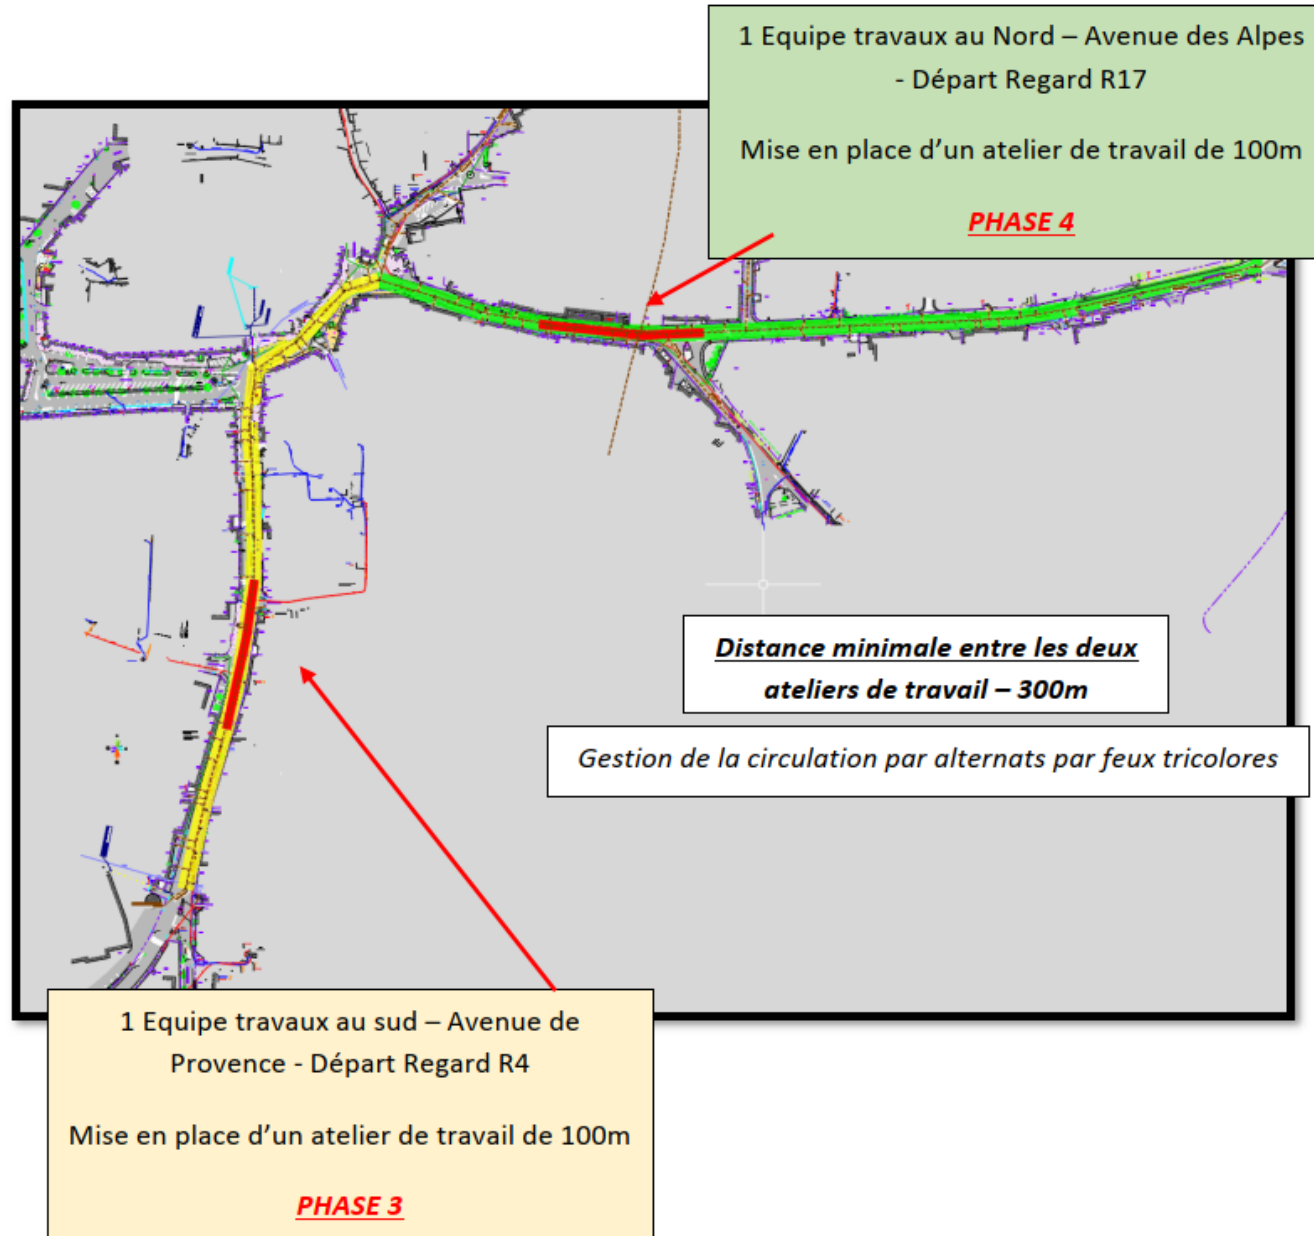 1 Equipe travaux au Nord – Avenue des Alpes
- Départ Regard R17
Mise en place d’un atelier de travail de 100m
PHASE 4
Distance minimale entre les deux
ateliers de travail – 300m
Gestion de la circulation par alternats par feux tricolores
1 Equipe travaux au sud – Avenue de
Provence - Départ Regard R4
Mise en place d’un atelier de travail de 100m
PHASE 3